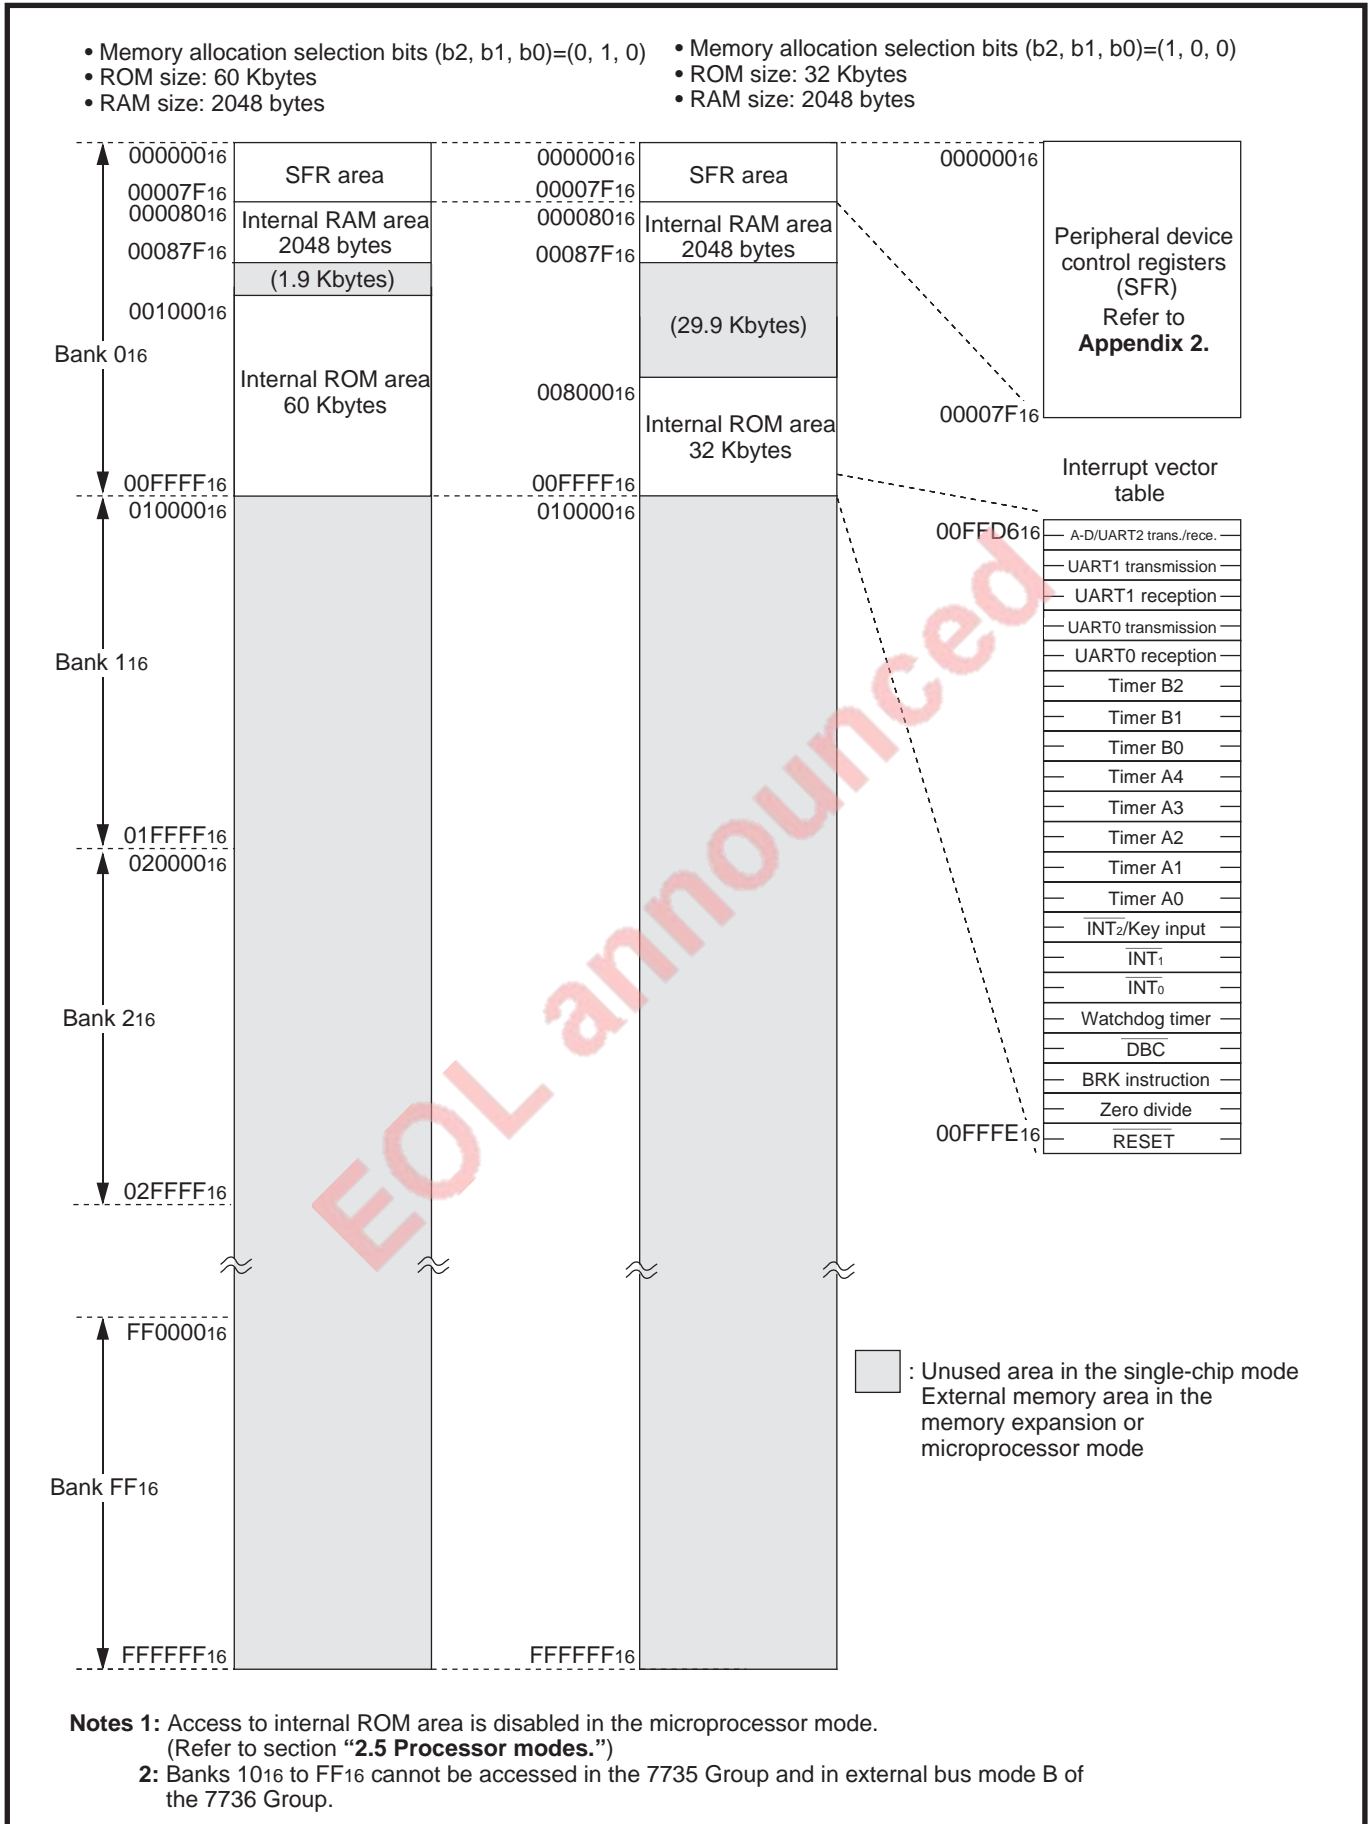 • Memory allocation selection bits (b2, b1, b0)=(0, 1, 0)
• ROM size: 60 Kbytes
• RAM size: 2048 bytes
• Memory allocation selection bits (b2, b1, b0)=(1, 0, 0)
• ROM size: 32 Kbytes
• RAM size: 2048 bytes
00000016
00007F16
00008016
00087F16
00100016
00FFFF16
01000016
01FFFF16
02000016
02FFFF16
FF000016
FFFFFF16
Bank 016
Bank 116
Bank 216
Bank FF16
SFR area
Internal RAM area
2048 bytes
(1.9 Kbytes)
Internal ROM area
60 Kbytes
00000016
00007F16
00008016
00087F16
00800016
00FFFF16
01000016
FFFFFF16
SFR area
Internal RAM area
2048 bytes
(29.9 Kbytes)
Internal ROM area
32 Kbytes
00000016
00007F16
Peripheral device
control registers
(SFR)
Refer to
Appendix 2.
Interrupt vector
table
00FFD616
A-D/UART2 trans./rece.
UART1 transmission
UART1 reception
UART0 transmission
UART0 reception
Timer B2
Timer B1
Timer B0
Timer A4
Timer A3
Timer A2
Timer A1
Timer A0
INT2/Key input
INT1
INT0
Watchdog timer
DBC
BRK instruction
Zero divide
00FFFE16
RESET
EOL announced
: Unused area in the single-chip mode
External memory area in the
memory expansion or
microprocessor mode
Notes 1: Access to internal ROM area is disabled in the microprocessor mode.
(Refer to section “2.5 Processor modes.”)
2: Banks 1016 to FF16 cannot be accessed in the 7735 Group and in external bus mode B of
the 7736 Group.